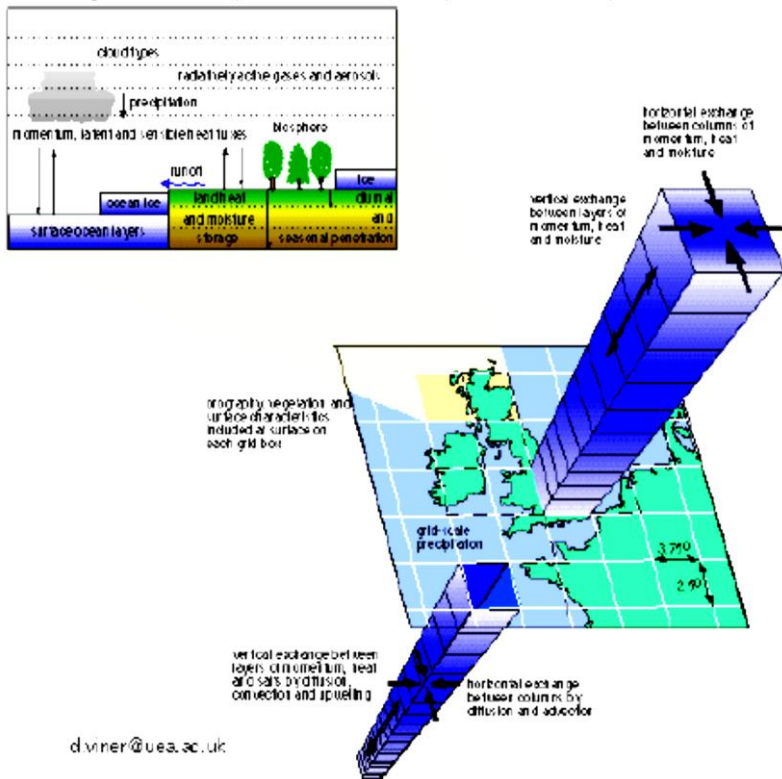 cloud types
radiatively active gases and aerosols
precipitation
momentum, latent and sensible heat fluxes
biosphere
runoff
ice
ocean ice
land heat
diurnal
and moisture
and
surface ocean layers
storage
seasonal penetration
horizontal exchange
between columns of
momentum, heat
and moisture
vertical exchange
between layers of
momentum, heat
and moisture
orography, vegetation and
surface characteristics
included at surface on
each grid box
grid-scale
precipitation
3.75°
2.5°
vertical exchange between
layers of momentum, heat
and salts by diffusion,
convection and upwelling
horizontal exchange
between columns by
diffusion and advection
d.viner@uea.ac.uk